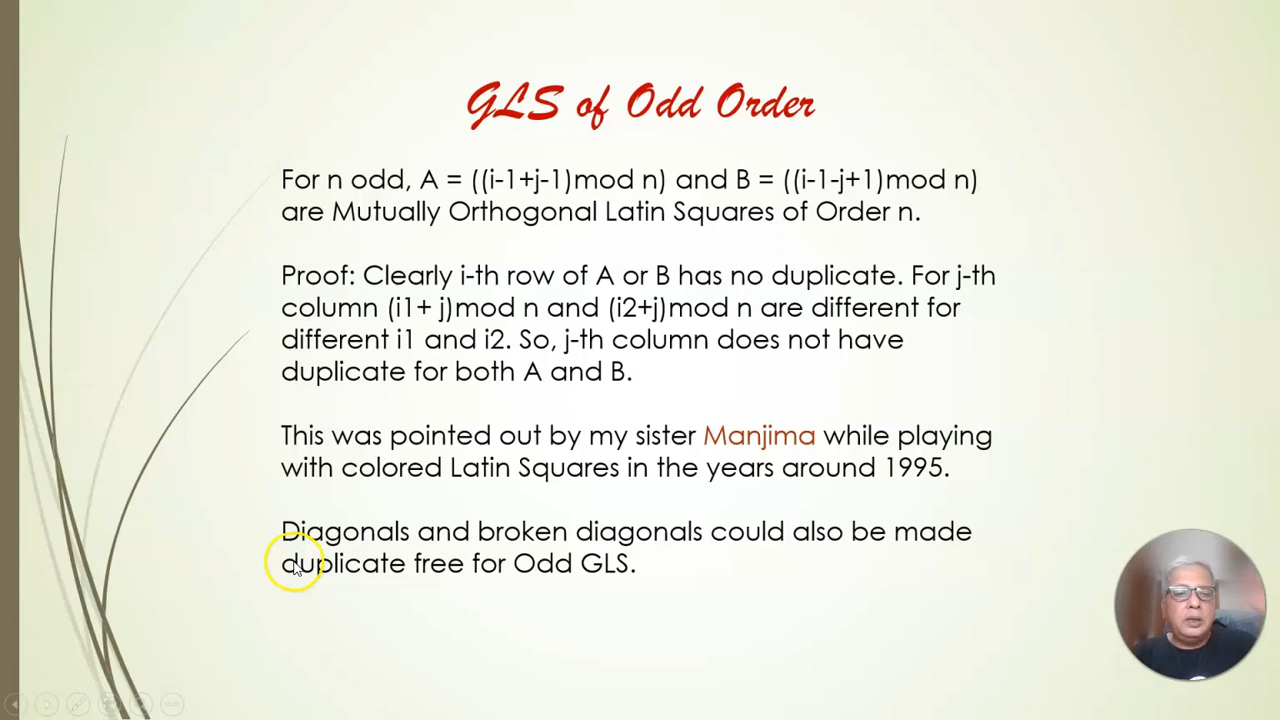 GLS of Odd Order
For n odd, A = ((i-1+j-1)mod n) and B = ((i-1-j+1)mod n)
are Mutually Orthogonal Latin Squares of Order n.
Proof: Clearly i-th row of A or B has no duplicate. For j-th
column (i1+ j)mod n and (i2+j)mod n are different for
different i1 and i2. So, j-th column does not have
duplicate for both A and B.
This was pointed out by my sister Manjima while playing
with colored Latin Squares in the years around 1995.
Diagonals and broken diagonals could also be made
duplicate free for Odd GLS.